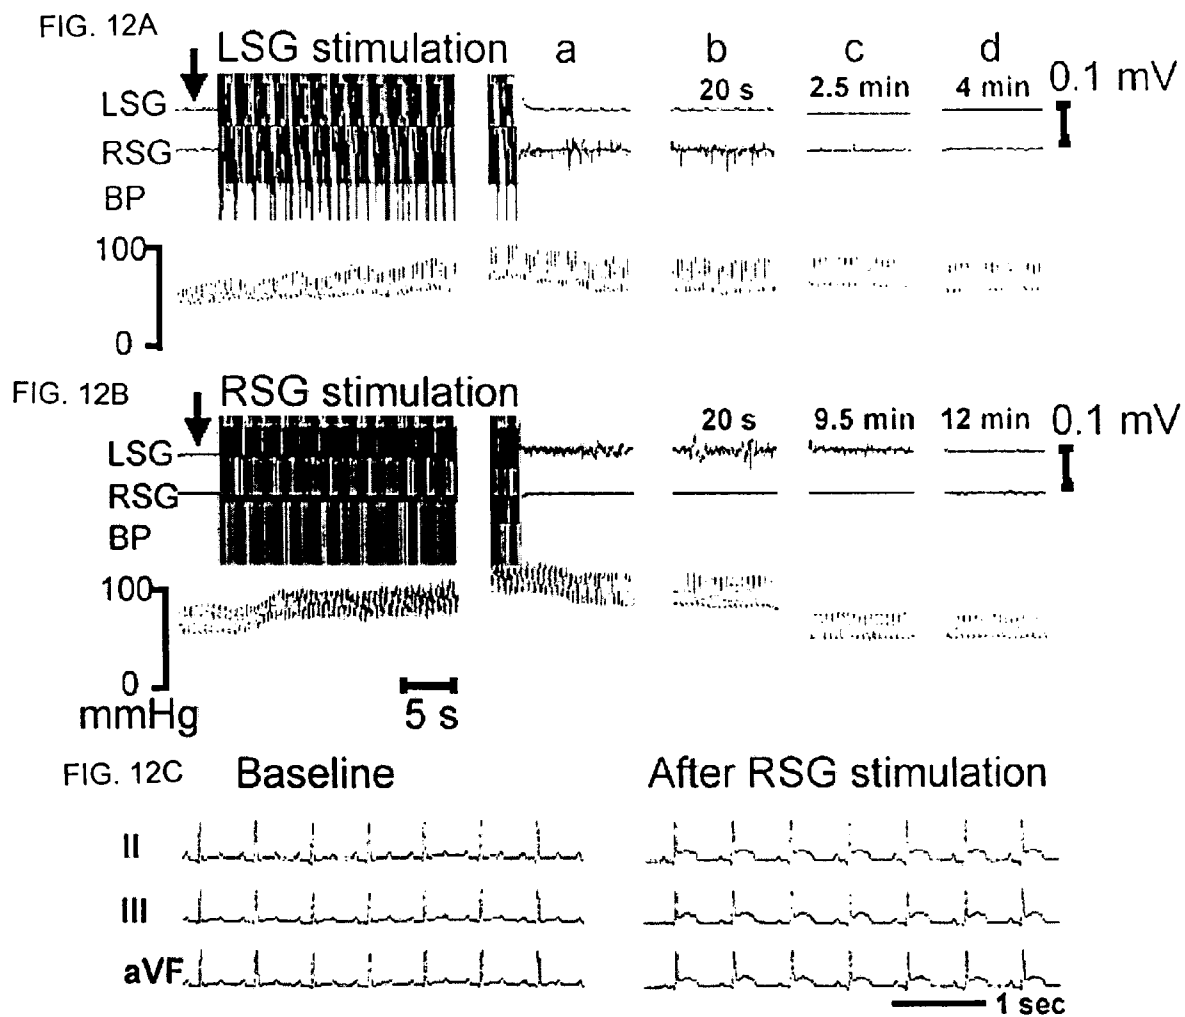 FIG. 12A
LSG stimulation a b c d
20 s 2.5 min 4 min 0.1 mV
LSG
RSG
BP
100
0
FIG. 12B
RSG stimulation
20 s 9.5 min 12 min 0.1 mV
LSG
RSG
BP
100
0
mmHg 5 s
FIG. 12C Baseline After RSG stimulation
II
III
aVF
1 sec